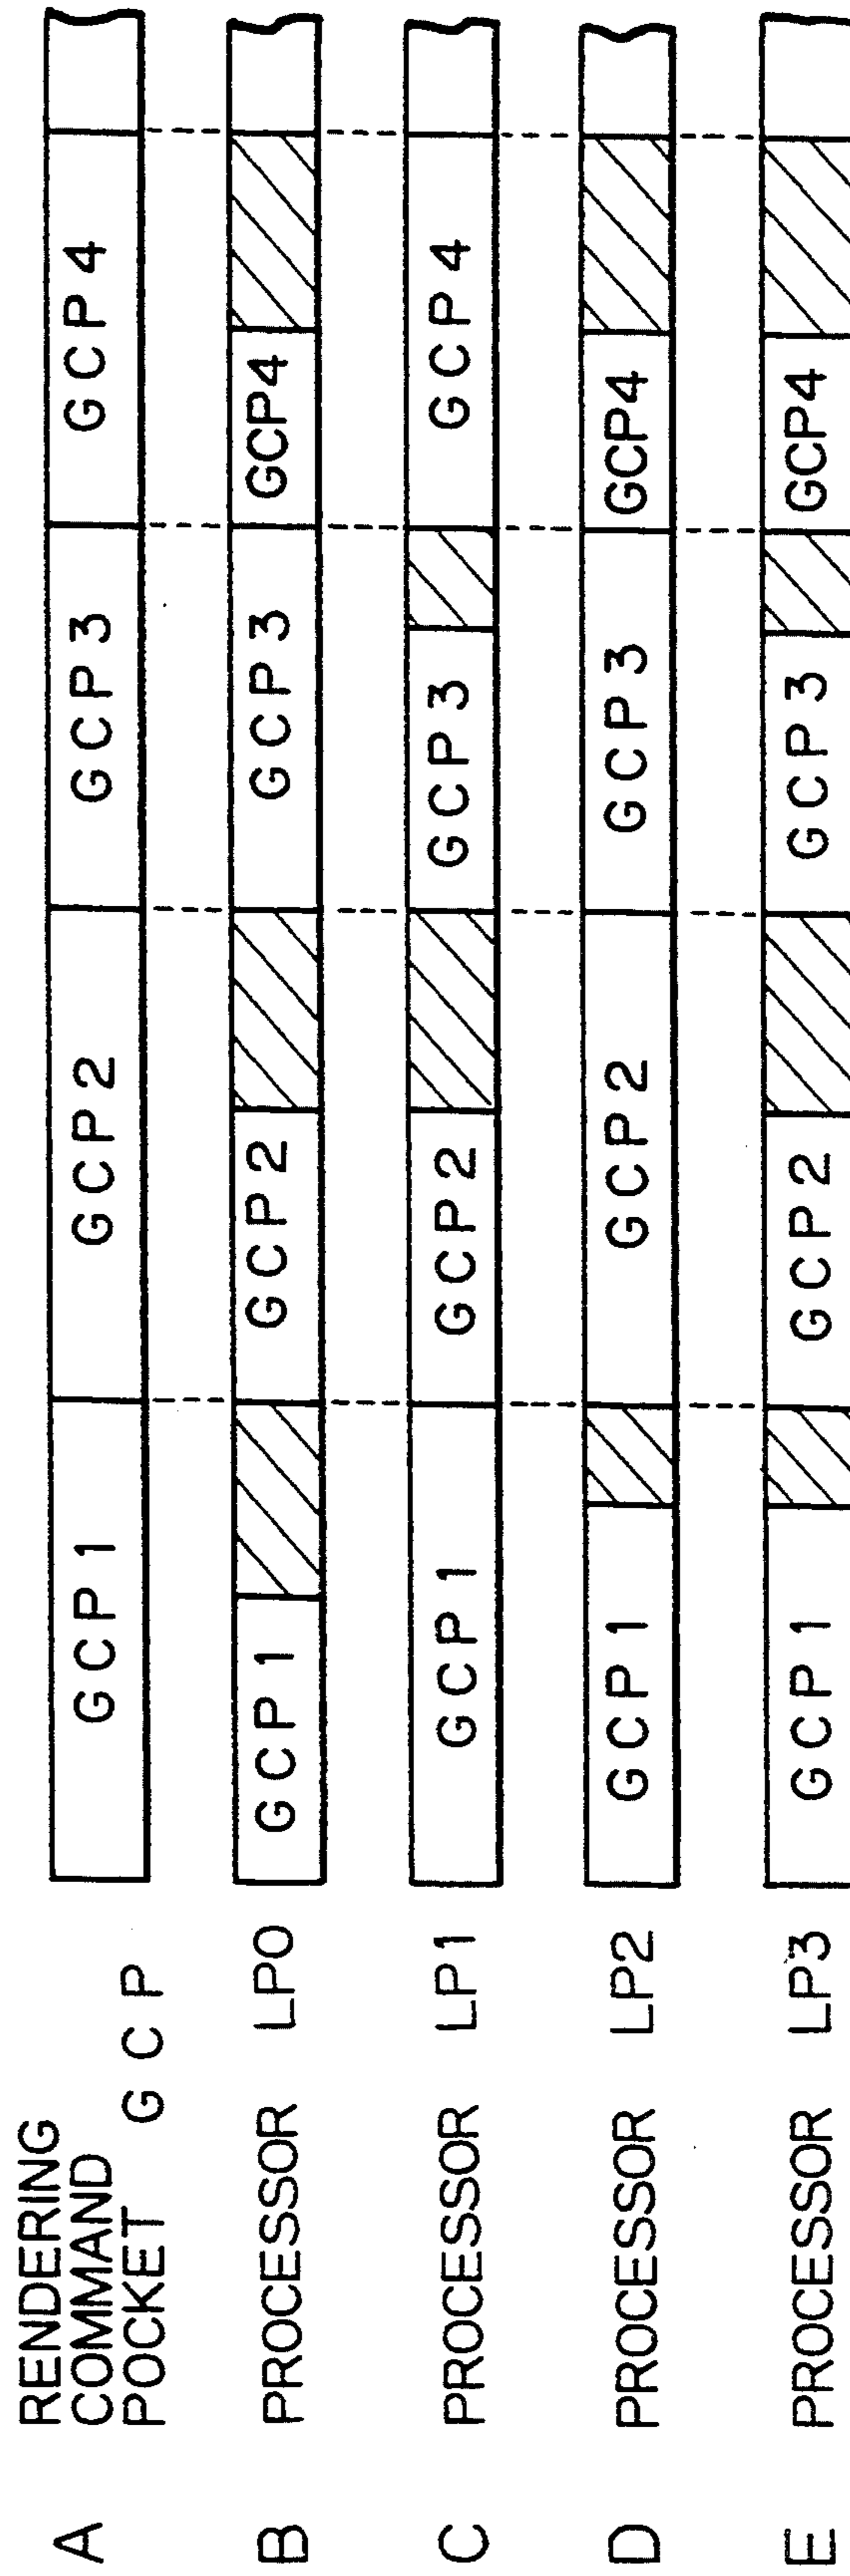 A RENDERING
COMMAND
POCKET GCP
GCP1 GCP2 GCP3 GCP4
B PROCESSOR LP0 GCP1 GCP2 GCP3 GCP4
C PROCESSOR LP1 GCP1 GCP2 GCP3 GCP4
D PROCESSOR LP2 GCP1 GCP2 GCP3 GCP4
E PROCESSOR LP3 GCP1 GCP2 GCP3 GCP4